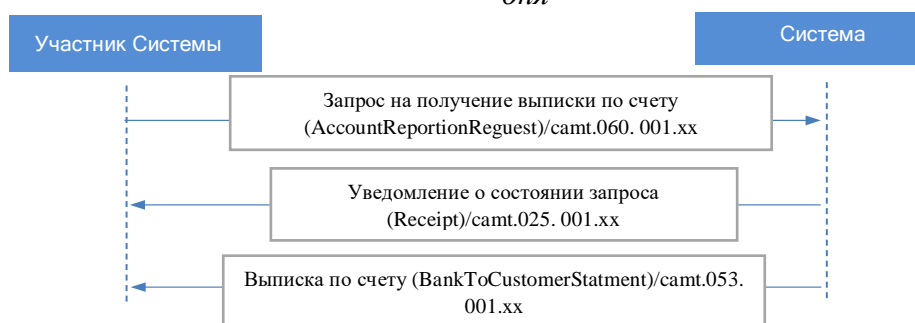 дня
Участник Системы
Система
Запрос на получение выписки по счету
(AccountReportionReguest)/camt.060. 001.xx
Уведомление о состоянии запроса
(Receipt)/camt.025. 001.xx
Выписка по счету (BankToCustomerStatment)/camt.053.
001.xx